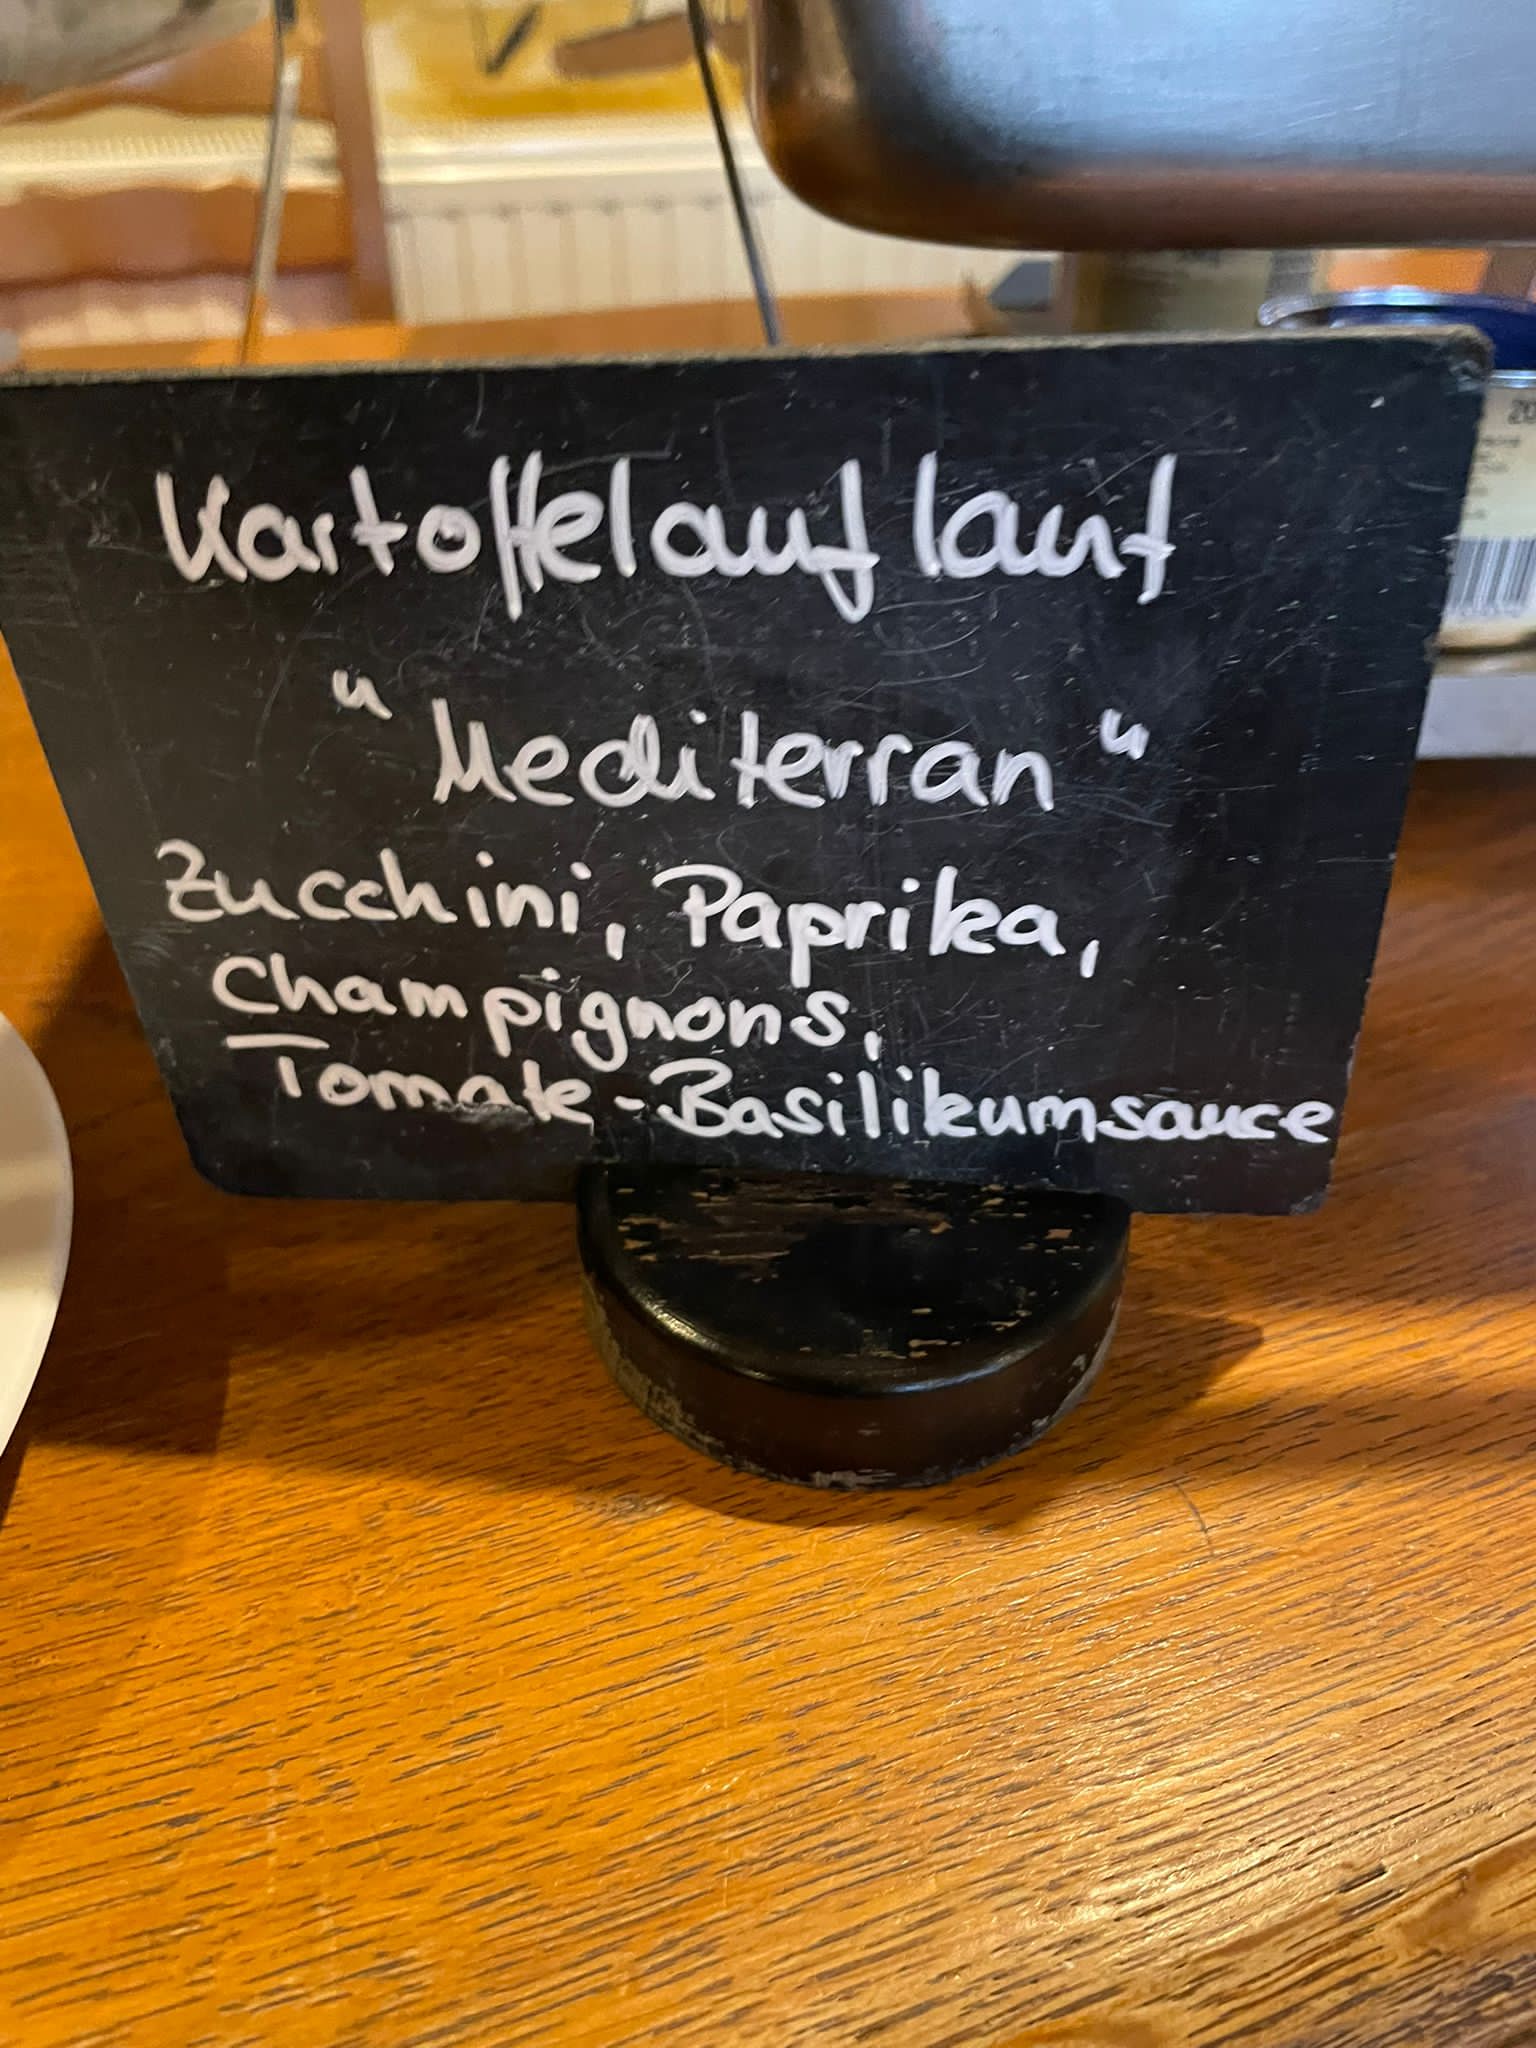 Kartoffelauflauf
"Mediterran"
Zucchini, Paprika,
Champignons,
Tomate-Basilikumsauce